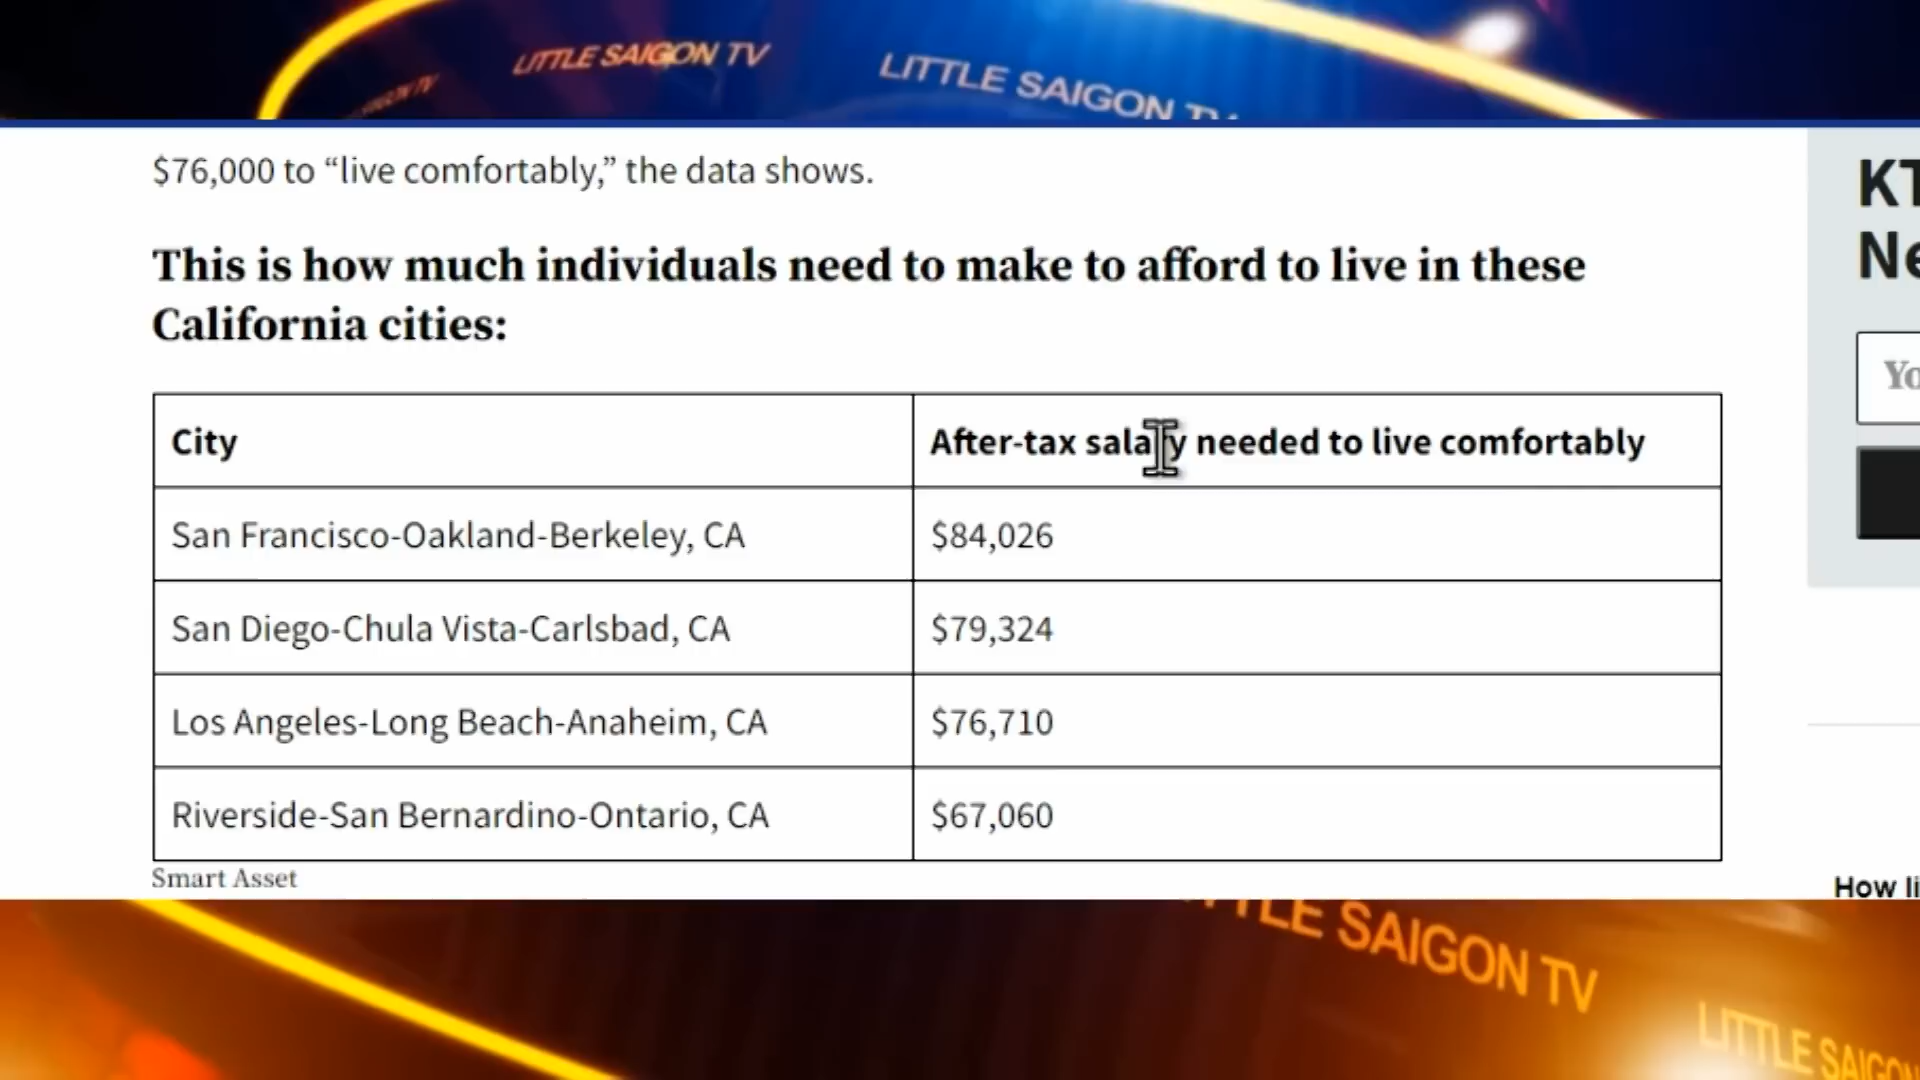 LITTLE SAIGON TV
LITTLE SAIGON TV
$76,000 to “live comfortably,” the data shows.
This is how much individuals need to make to afford to live in these
California cities:
City
After-tax salary needed to live comfortably
San Francisco-Oakland-Berkeley, CA
$84,026
San Diego-Chula Vista-Carlsbad, CA
$79,324
Los Angeles-Long Beach-Anaheim, CA
$76,710
Riverside-San Bernardino-Ontario, CA
$67,060
Smart Asset
How
SAIGON TV
LITTLE